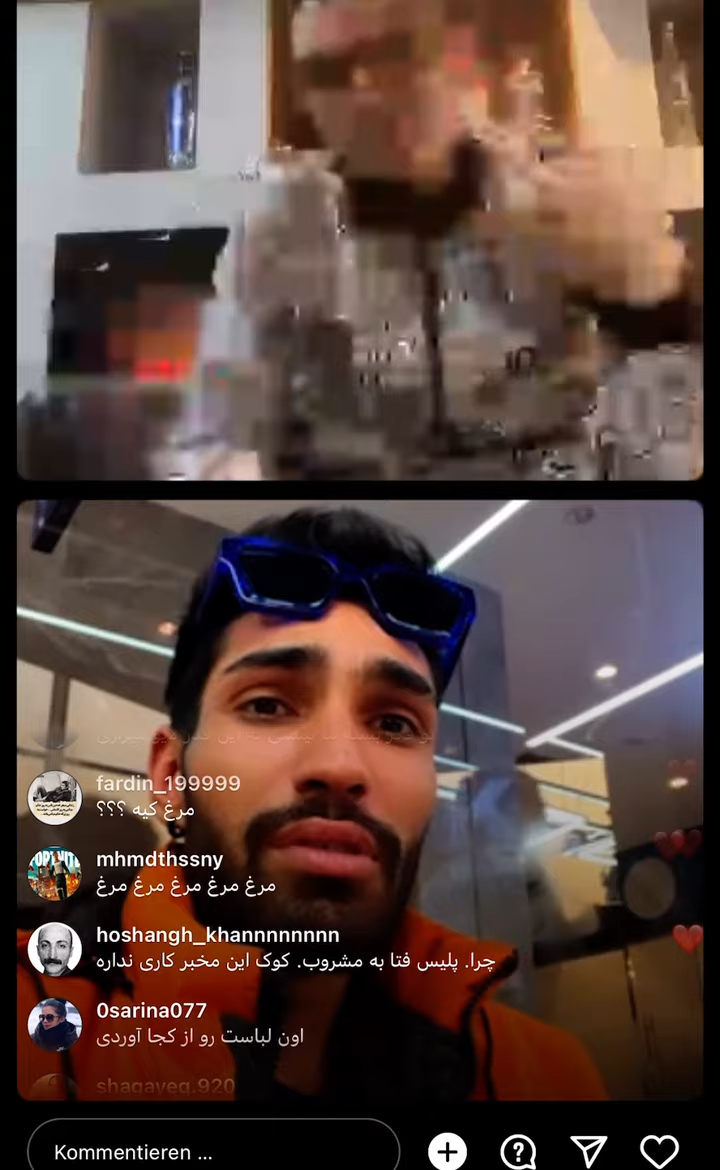 fardin_199999
مرغ کیه ؟؟؟
mhmdthssny
مرغ مرغ مرغ مرغ مرغ
hoshangh_khannnnnnnn
چرا. پلیس فتا به مشروب. کوک این مخبر کاری نداره
0sarina077
اون لباست رو از کجا آوردی
shaqayeq.920
Kommentieren ...